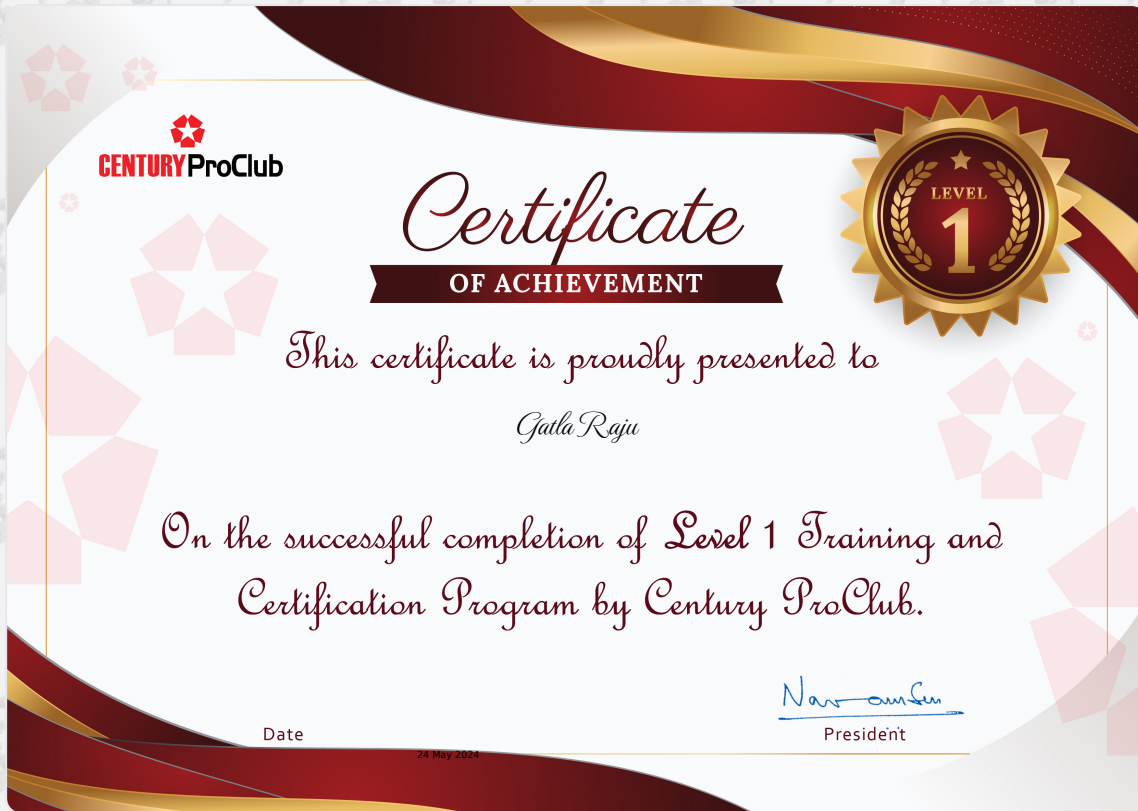 CENTURY ProClub
LEVEL
1
Certificate
OF ACHIEVEMENT
This certificate is proudly presented to
Gatla Raju
On the successful completion of Level 1 Training and
Certification Program by Century ProClub.
Date
24 May 2024
President